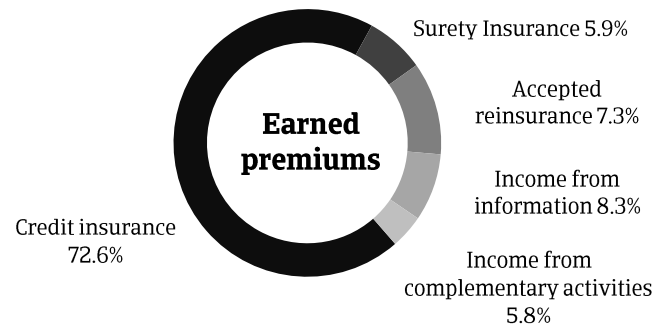 Surety Insurance 5.9%
Accepted
reinsurance 7.3%
Earned
premiums
Income from
information 8.3%
Credit insurance
72.6%
Income from
complementary activities
5.8%